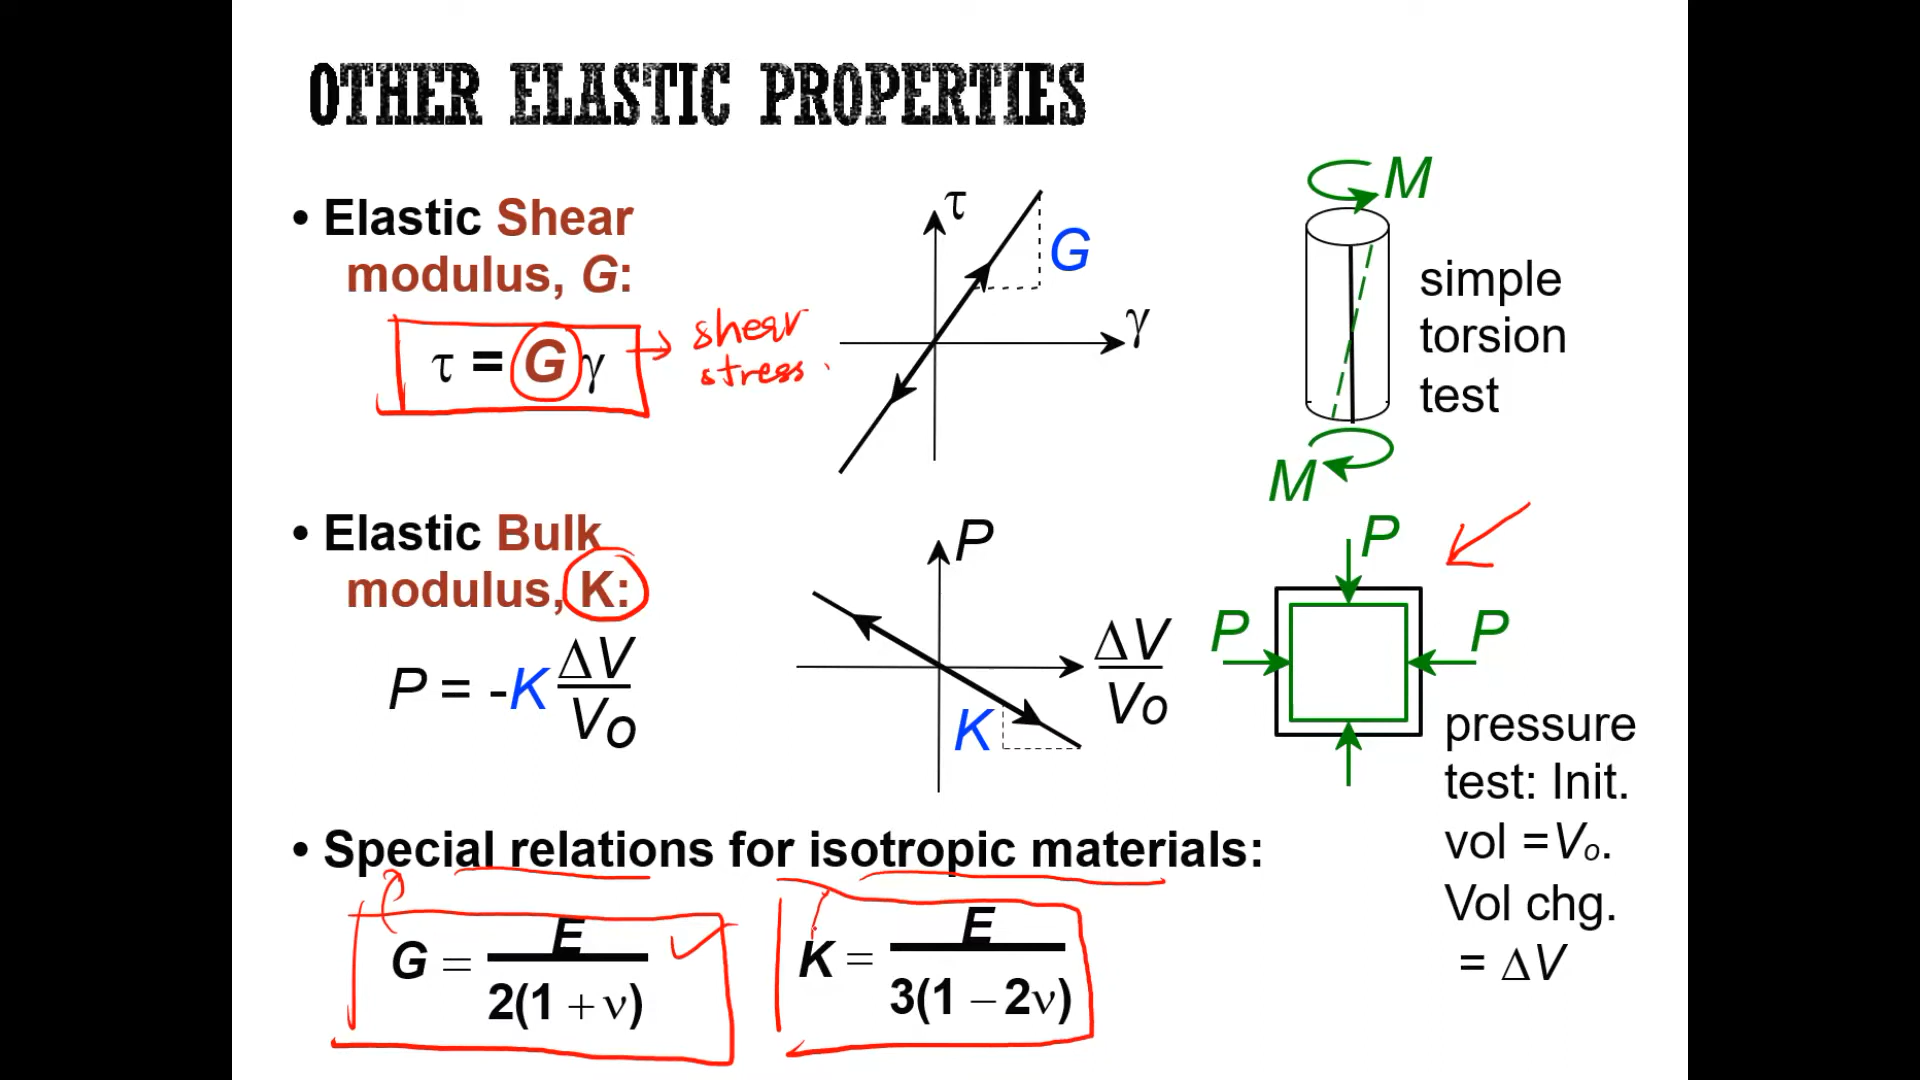 OTHER ELASTIC PROPERTIES
• Elastic Shear
modulus, G:
τ = G γ
shear
stress
τ
G
γ
M
simple
torsion
test
M
• Elastic Bulk
modulus, K:
P = -K ΔV
Vo
P
ΔV
Vo
K
P
P
P
pressure
test: Init.
vol =Vo.
Vol chg.
= ΔV
• Special relations for isotropic materials:
G = E
2(1 + ν)
K = E
3(1 – 2ν)